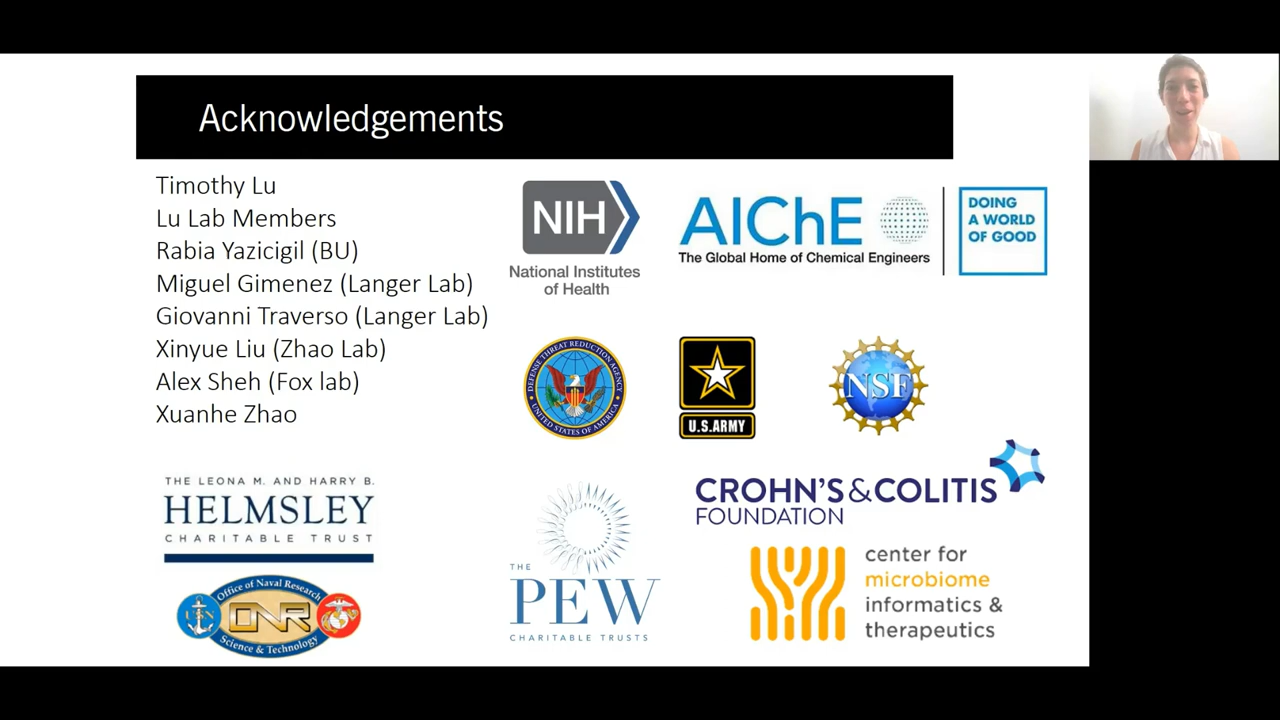 Acknowledgements
Timothy Lu
Lu Lab Members
Rabia Yazicigil (BU)
Miguel Gimenez (Langer Lab)
Giovanni Traverso (Langer Lab)
Xinyue Liu (Zhao Lab)
Alex Sheh (Fox lab)
Xuanhe Zhao
NIH
National Institutes
of Health
AIChE
The Global Home of Chemical Engineers
DOING
A WORLD
OF GOOD
DEFENSE THREAT REDUCTION AGENCY
UNITED STATES OF AMERICA
U.S.ARMY
NSF
THE LEONA M. AND HARRY B.
HELMSLEY
CHARITABLE TRUST
Office of Naval Research
ONR
Science & Technology
THE
PEW
CHARITABLE TRUSTS
CROHN'S & COLITIS
FOUNDATION
center for
microbiome
informatics &
therapeutics